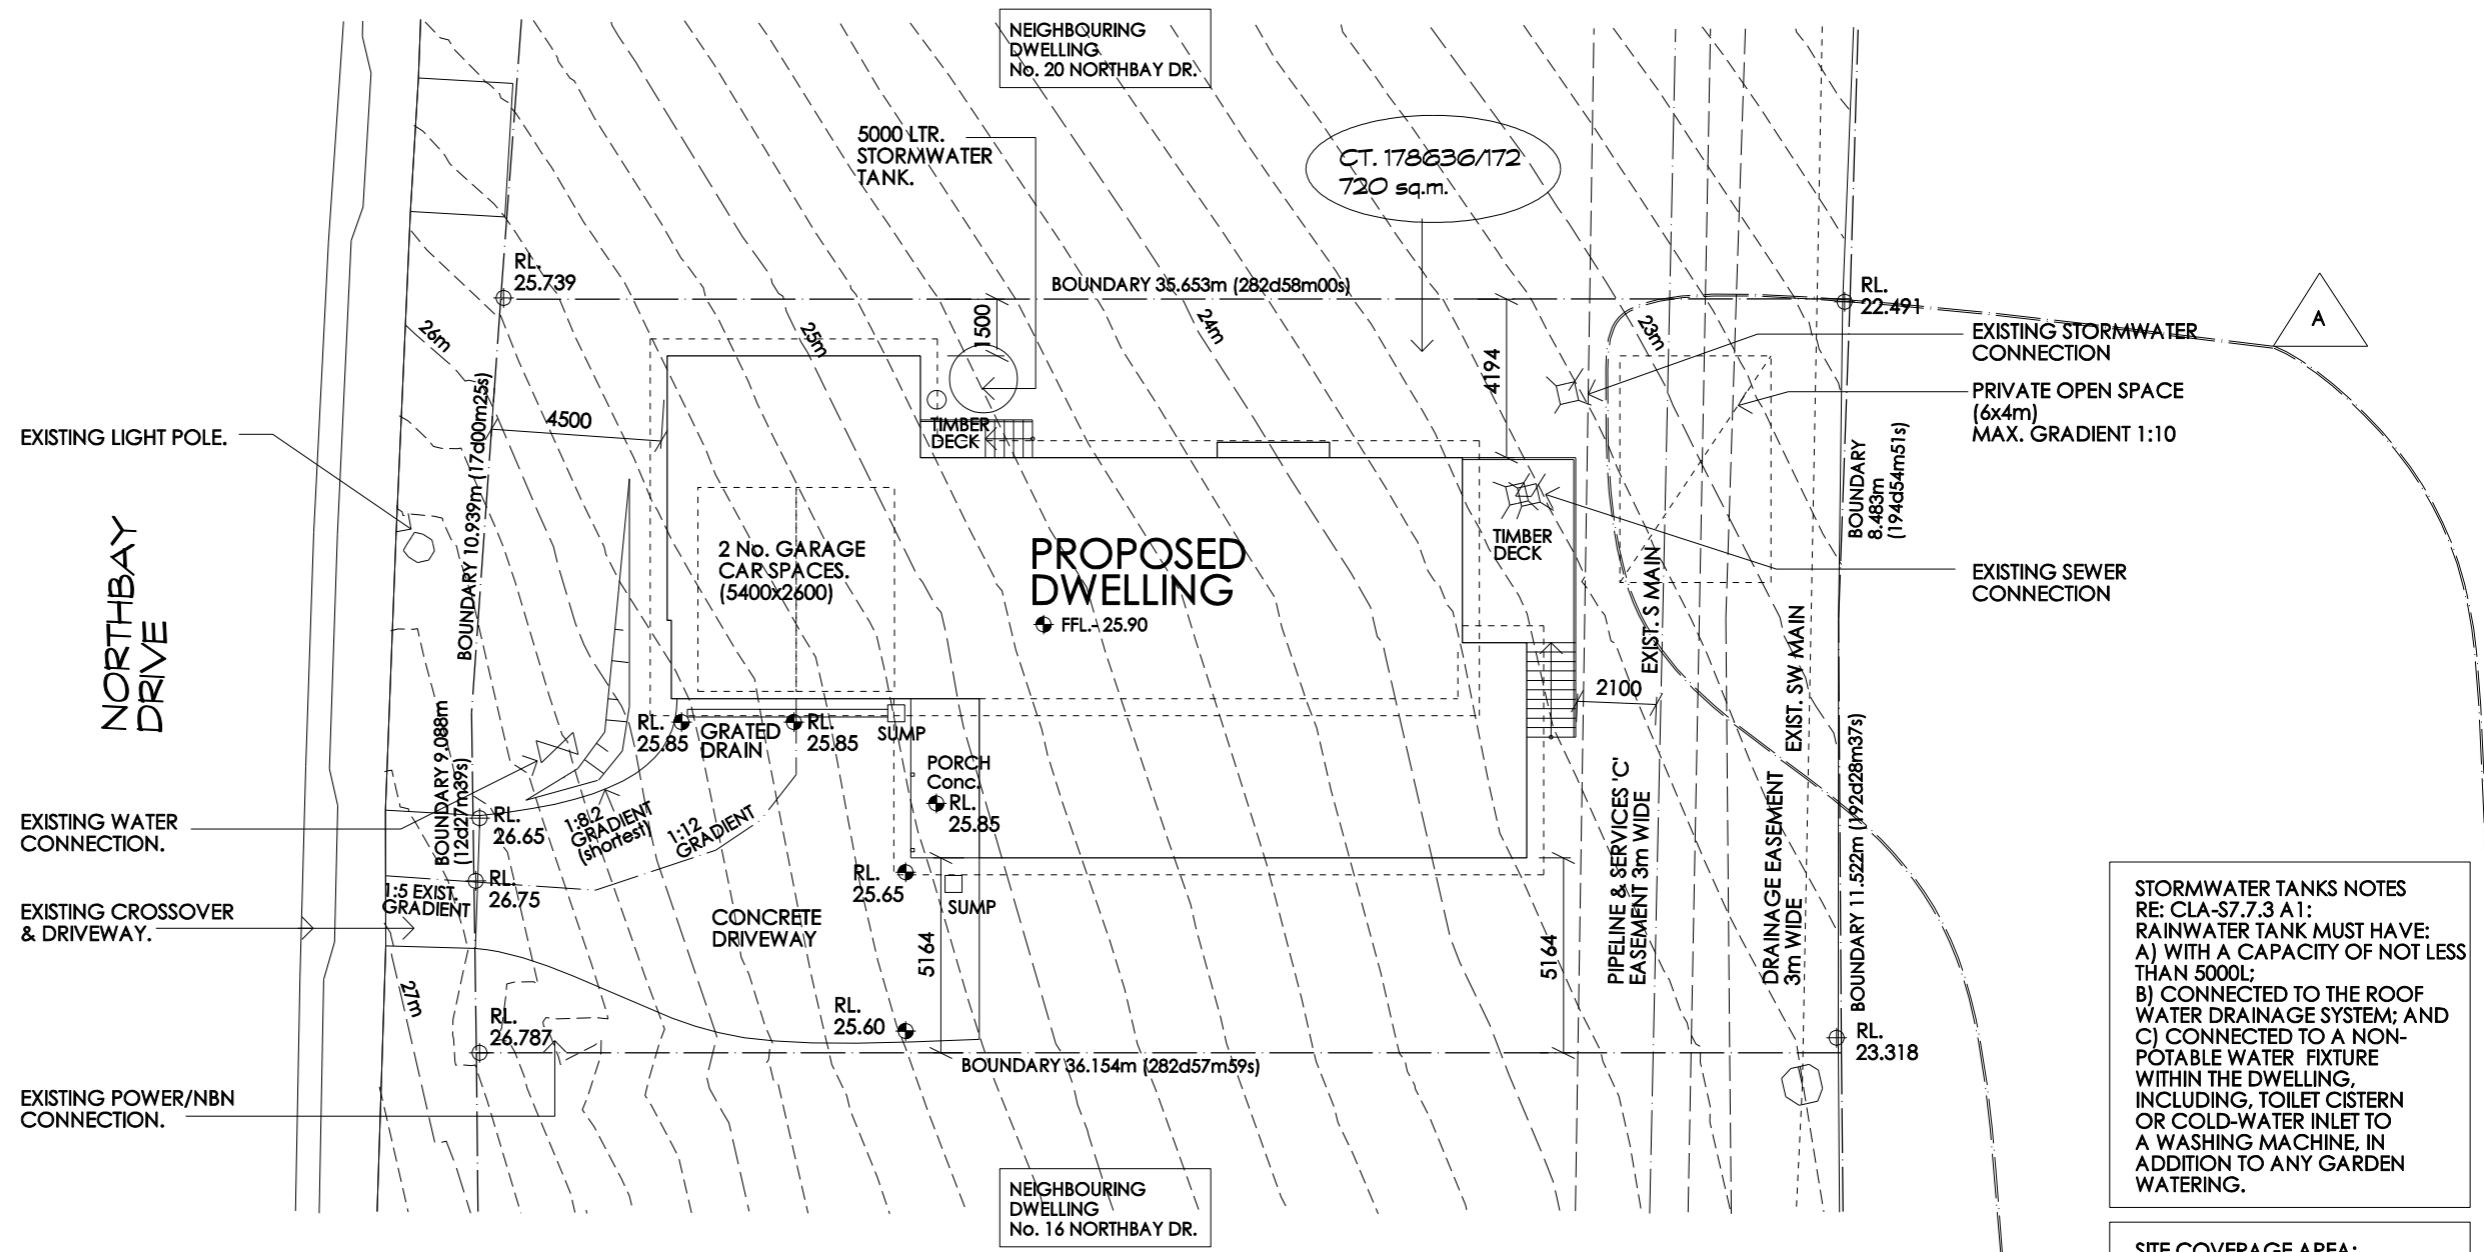 NEIGHBOURING
DWELLING
No. 20 NORTHBAY DR.
5000 LTR.
STORMWATER
TANK.
CT. 178636/172
720 sq.m.
RL.
25.739
BOUNDARY 35.653m (282d58m00s)
RL.
22.491
A
26m
25m
24m
23m
1500
4194
EXISTING STORMWATER
CONNECTION
PRIVATE OPEN SPACE
(6x4m)
MAX. GRADIENT 1:10
EXISTING LIGHT POLE.
4500
BOUNDARY 10.939m (17d00m25s)
TIMBER
DECK
BOUNDARY
8.483m
(194d54m51s)
NORTHBAY
DRIVE
2 No. GARAGE
CAR SPACES.
(5400x2600)
PROPOSED
DWELLING
FFL.- 25.90
TIMBER
DECK
EXIST. S MAIN
EXISTING SEWER
CONNECTION
EXIST. SW MAIN
2100
RL.
25.85
GRATED
DRAIN
RL.
25.85
SUMP
PORCH
Conc.
RL.
25.85
BOUNDARY 9.088m
(12d27m39s)
EXISTING WATER
CONNECTION.
RL.
26.65
1:8.2
GRADIENT
(shortest)
1:12
GRADIENT
PIPELINE & SERVICES 'C'
EASEMENT 3m WIDE
DRAINAGE EASEMENT
3m WIDE
BOUNDARY 11.522m (192d28m37s)
RL.
26.75
1:5 EXIST.
GRADIENT
EXISTING CROSSOVER
& DRIVEWAY.
CONCRETE
DRIVEWAY
RL.
25.65
SUMP
5164
5164
27m
RL.
26.787
RL.
25.60
RL.
23.318
BOUNDARY 36.154m (282d57m59s)
EXISTING POWER/NBN
CONNECTION.
NEIGHBOURING
DWELLING
No. 16 NORTHBAY DR.
STORMWATER TANKS NOTES
RE: CLA-S7.7.3 A1:
RAINWATER TANK MUST HAVE:
A) WITH A CAPACITY OF NOT LESS
THAN 5000L;
B) CONNECTED TO THE ROOF
WATER DRAINAGE SYSTEM; AND
C) CONNECTED TO A NON-
POTABLE WATER FIXTURE
WITHIN THE DWELLING,
INCLUDING, TOILET CISTERN
OR COLD-WATER INLET TO
A WASHING MACHINE, IN
ADDITION TO ANY GARDEN
WATERING.
SITE COVERAGE AREA: